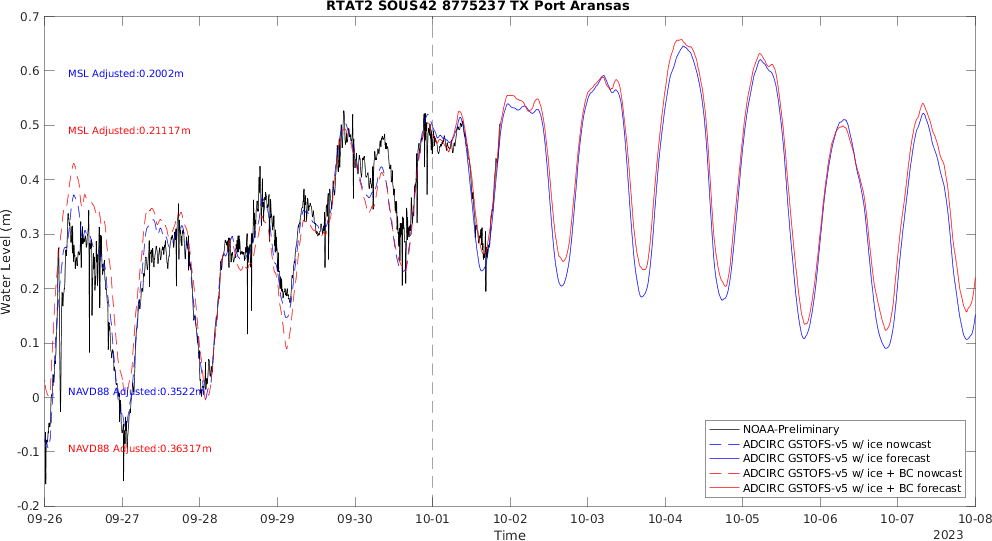 RTAT2 SOUS42 8775237 TX Port Aransas
0.7
0.6
0.5
0.4
0.3
0.2
0.1
0
-0.1
-0.2
Water Level (m)
MSL Adjusted:0.2002m
MSL Adjusted:0.21117m
NAVD88 Adjusted:0.3522m
NAVD88 Adjusted:0.36317m
NOAA-Preliminary
ADCIRC GSTOFS-v5 w/ ice nowcast
ADCIRC GSTOFS-v5 w/ ice forecast
ADCIRC GSTOFS-v5 w/ ice + BC nowcast
ADCIRC GSTOFS-v5 w/ ice + BC forecast
09-26 09-27 09-28 09-29 09-30 10-01 10-02 10-03 10-04 10-05 10-06 10-07 10-08
Time
2023